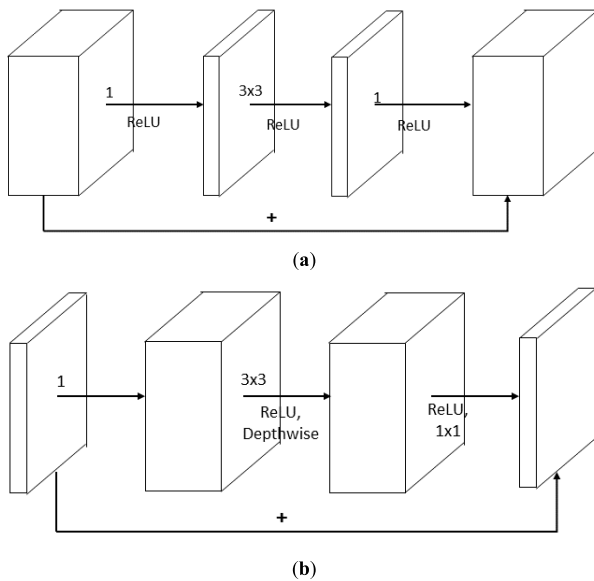 1
ReLU
3x3
ReLU
1
ReLU
+
(a)
1
3x3
ReLU,
Depthwise
ReLU,
1x1
+
(b)